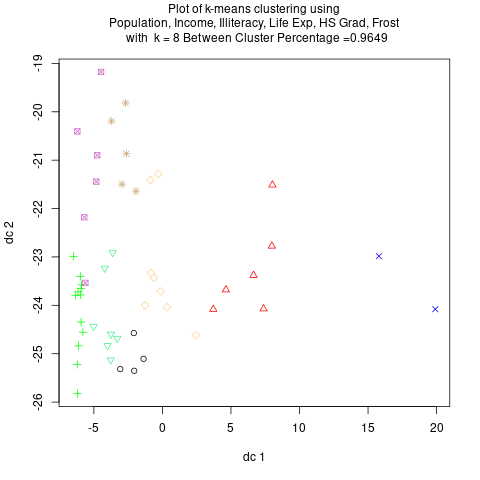 Plot of k-means clustering using
Population, Income, Illiteracy, Life Exp, HS Grad, Frost
with  k = 8 Between Cluster Percentage =0.9649
-19
-20
-21
-22
-23
-24
-25
-26
dc 2
-5
0
5
10
15
20
dc 1